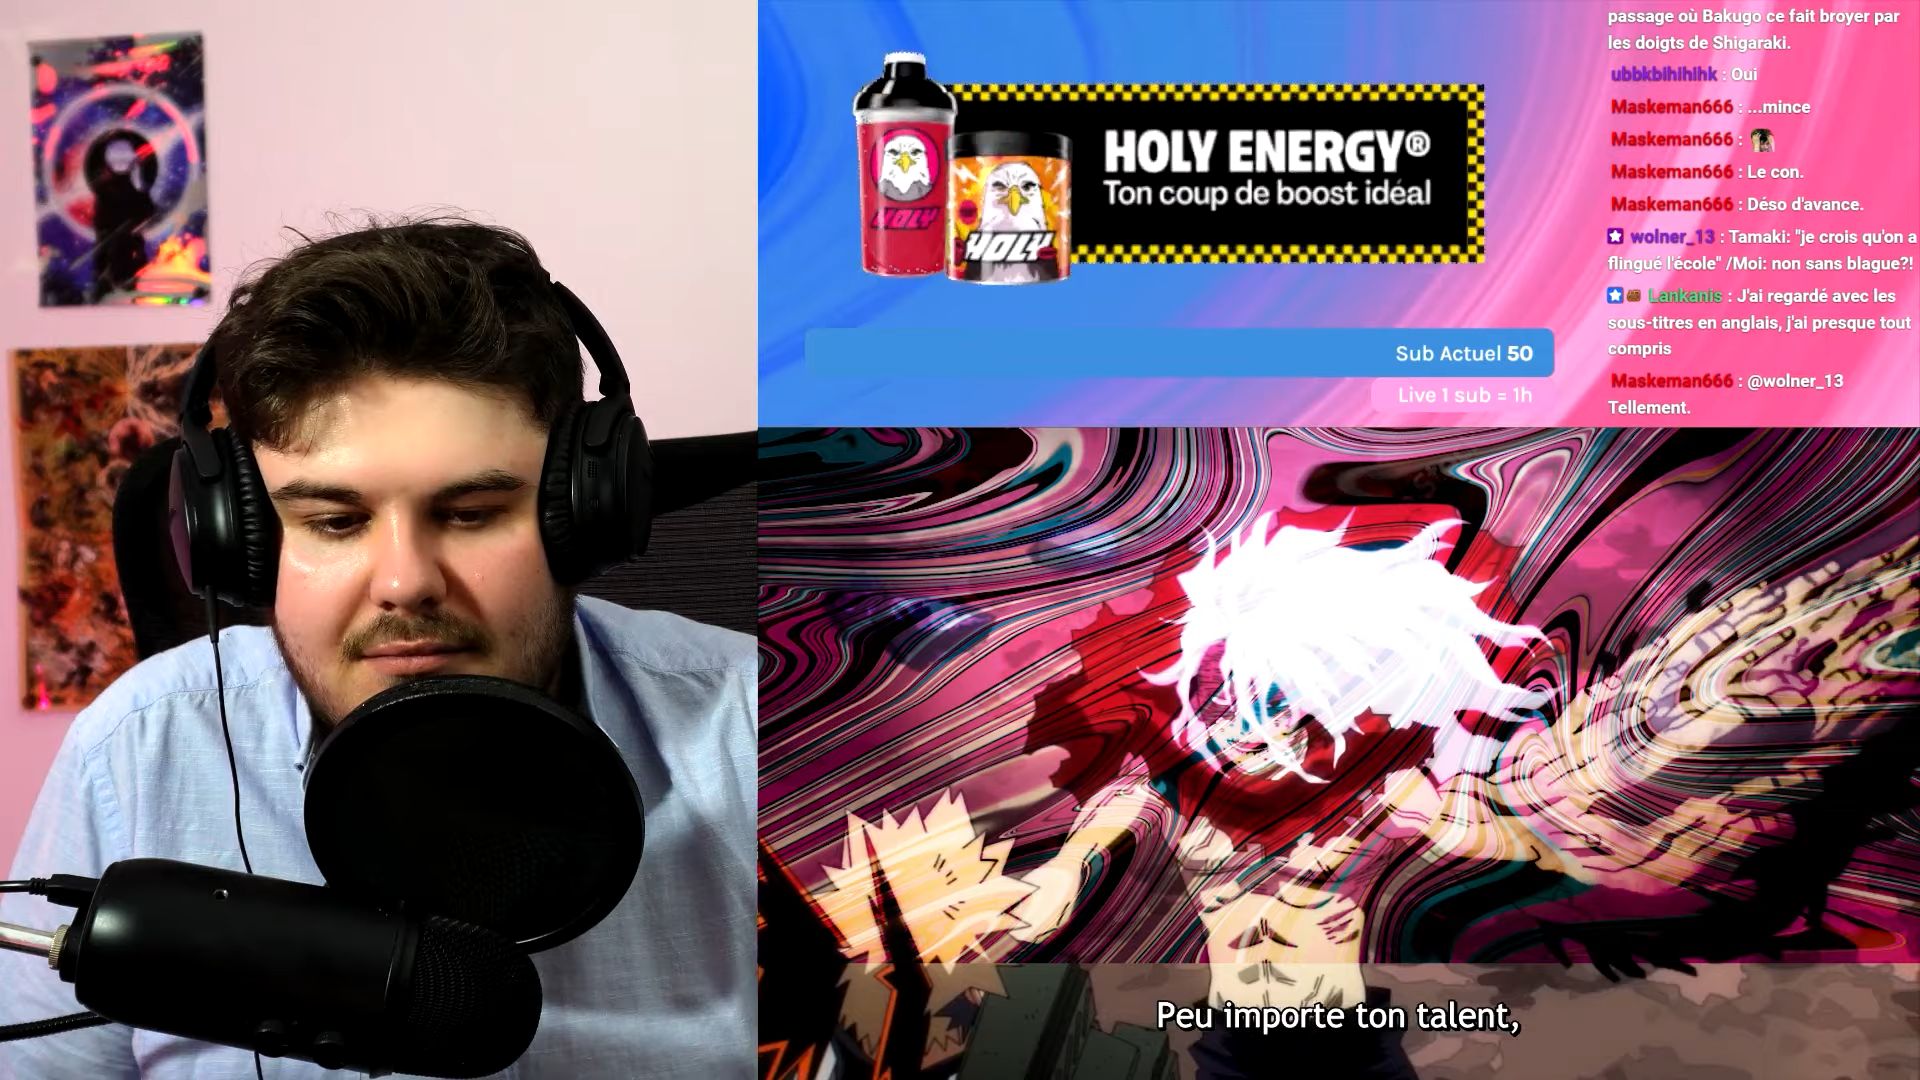 passage où Bakugo ce fait broyer par
les doigts de Shigaraki.
ubbkbihihihk : Oui
Maskeman666 : ...mince
Maskeman666 :
Maskeman666 : Le con.
Maskeman666 : Déso d'avance.
wolner_13 : Tamaki: "je crois qu'on a
flingué l'école" /Moi: non sans blague?!
Lankanis : J'ai regardé avec les
sous-titres en anglais, j'ai presque tout
compris
Maskeman666 : @wolner_13
Tellement.
HOLY ENERGY®
Ton coup de boost idéal
HOLY
HOLY
Sub Actuel 50
Live 1 sub = 1h
Peu importe ton talent,